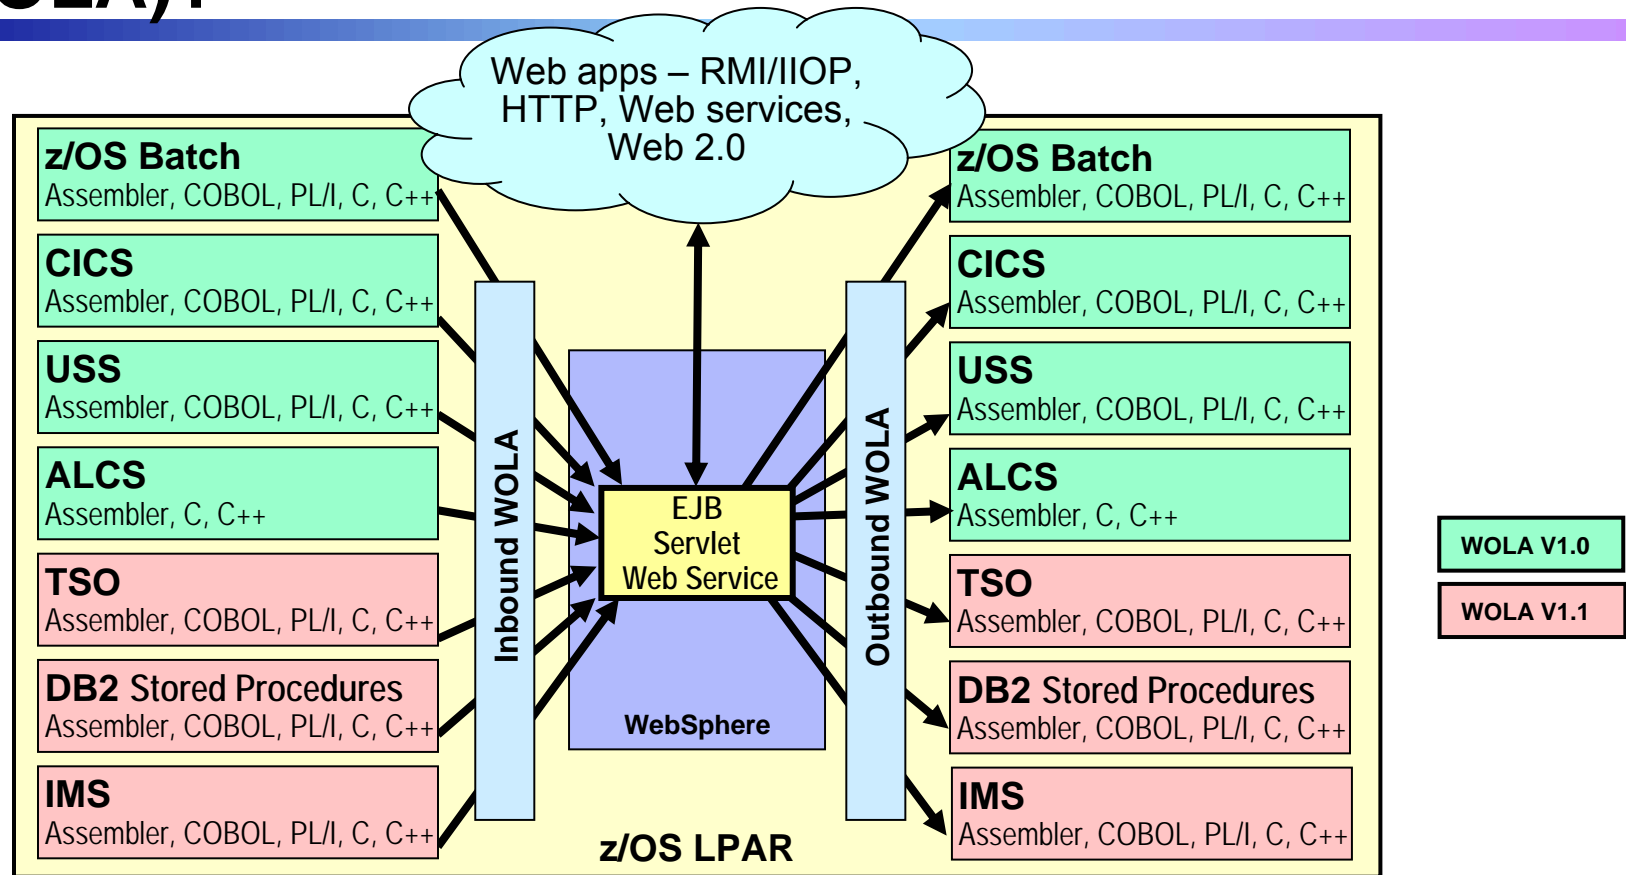 OLA)?
Web apps – RMI/IIOP,
HTTP, Web services,
Web 2.0
z/OS Batch
Assembler, COBOL, PL/I, C, C++
CICS
Assembler, COBOL, PL/I, C, C++
USS
Assembler, COBOL, PL/I, C, C++
ALCS
Assembler, C, C++
TSO
Assembler, COBOL, PL/I, C, C++
DB2 Stored Procedures
Assembler, COBOL, PL/I, C, C++
IMS
Assembler, COBOL, PL/I, C, C++
Inbound WOLA
EJB
Servlet
Web Service
WebSphere
z/OS LPAR
Outbound WOLA
z/OS Batch
Assembler, COBOL, PL/I, C, C++
CICS
Assembler, COBOL, PL/I, C, C++
USS
Assembler, COBOL, PL/I, C, C++
ALCS
Assembler, C, C++
TSO
Assembler, COBOL, PL/I, C, C++
DB2 Stored Procedures
Assembler, COBOL, PL/I, C, C++
IMS
Assembler, COBOL, PL/I, C, C++
WOLA V1.0
WOLA V1.1